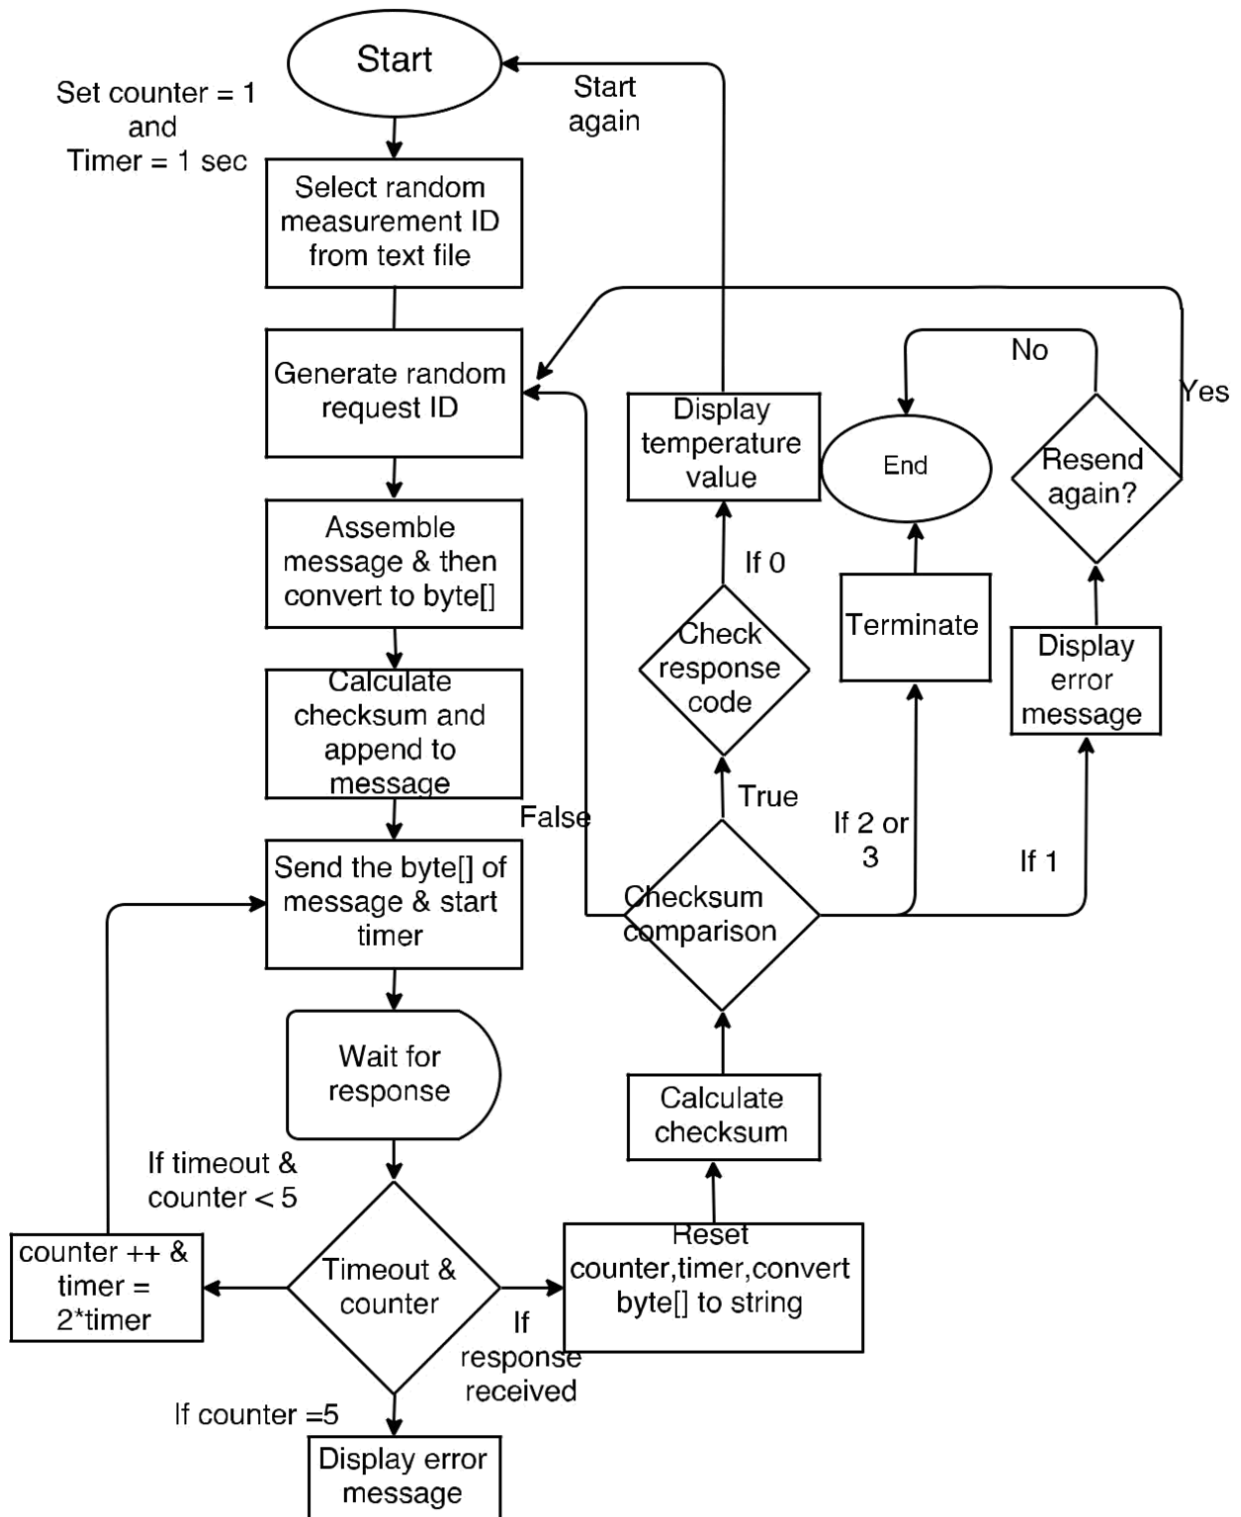 Start
Set counter = 1
and
Timer = 1 sec
Start
again
Select random
measurement ID
from text file
Generate random
request ID
No
Yes
Display
temperature
value
End
Resend
again?
Assemble
message & then
convert to byte[]
If 0
Terminate
Check
response
code
Display
error
message
Calculate
checksum and
append to
message
False
True
If 2 or
3
If 1
Send the byte[] of
message & start
timer
Checksum
comparison
Wait for
response
Calculate
checksum
If timeout &
counter < 5
counter ++ &
timer =
2*timer
Timeout &
counter
Reset
counter,timer,convert
byte[] to string
If
response
received
If counter =5
Display error
message